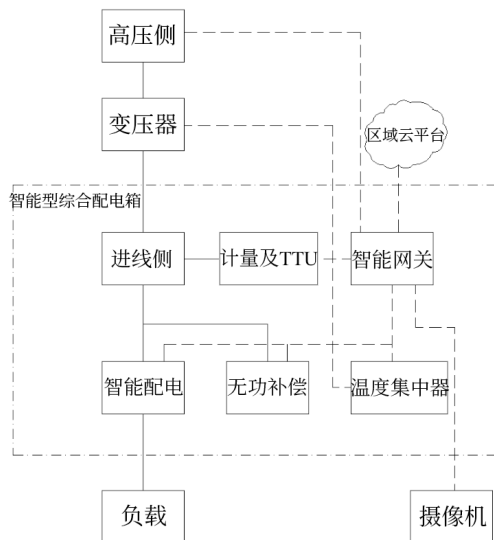 高压侧
变压器
区域云平台
智能型综合配电箱
进线侧
计量及TTU
智能网关
智能配电
无功补偿
温度集中器
负载
摄像机